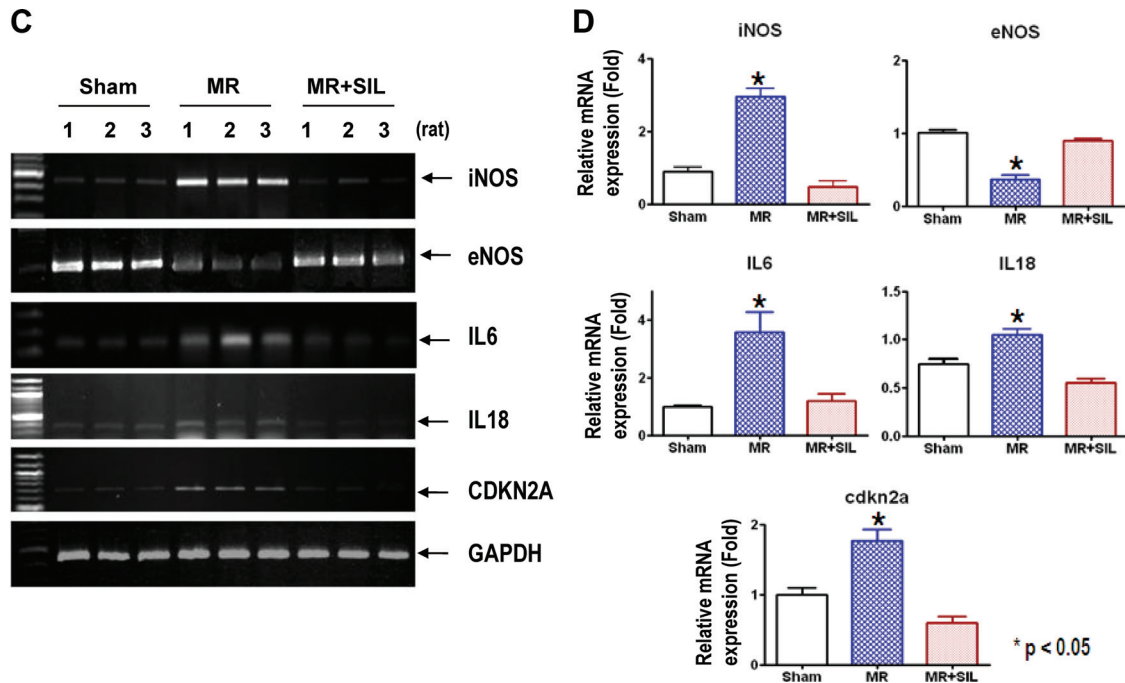 C
Sham MR MR+SIL
1 2 3 1 2 3 1 2 3 (rat)
iNOS
eNOS
IL6
IL18
CDKN2A
GAPDH
D
iNOS
Relative mRNA
expression (Fold)
4
2
0
*
Sham MR MR+SIL
eNOS
2
1
0
*
Sham MR MR+SIL
IL6
Relative mRNA
expression (Fold)
4
2
0
*
Sham MR MR+SIL
IL18
1.5
1.0
0.5
0.0
*
Sham MR MR+SIL
cdkn2a
Relative mRNA
expression (Fold)
2
1
0
*
Sham MR MR+SIL
* p < 0.05